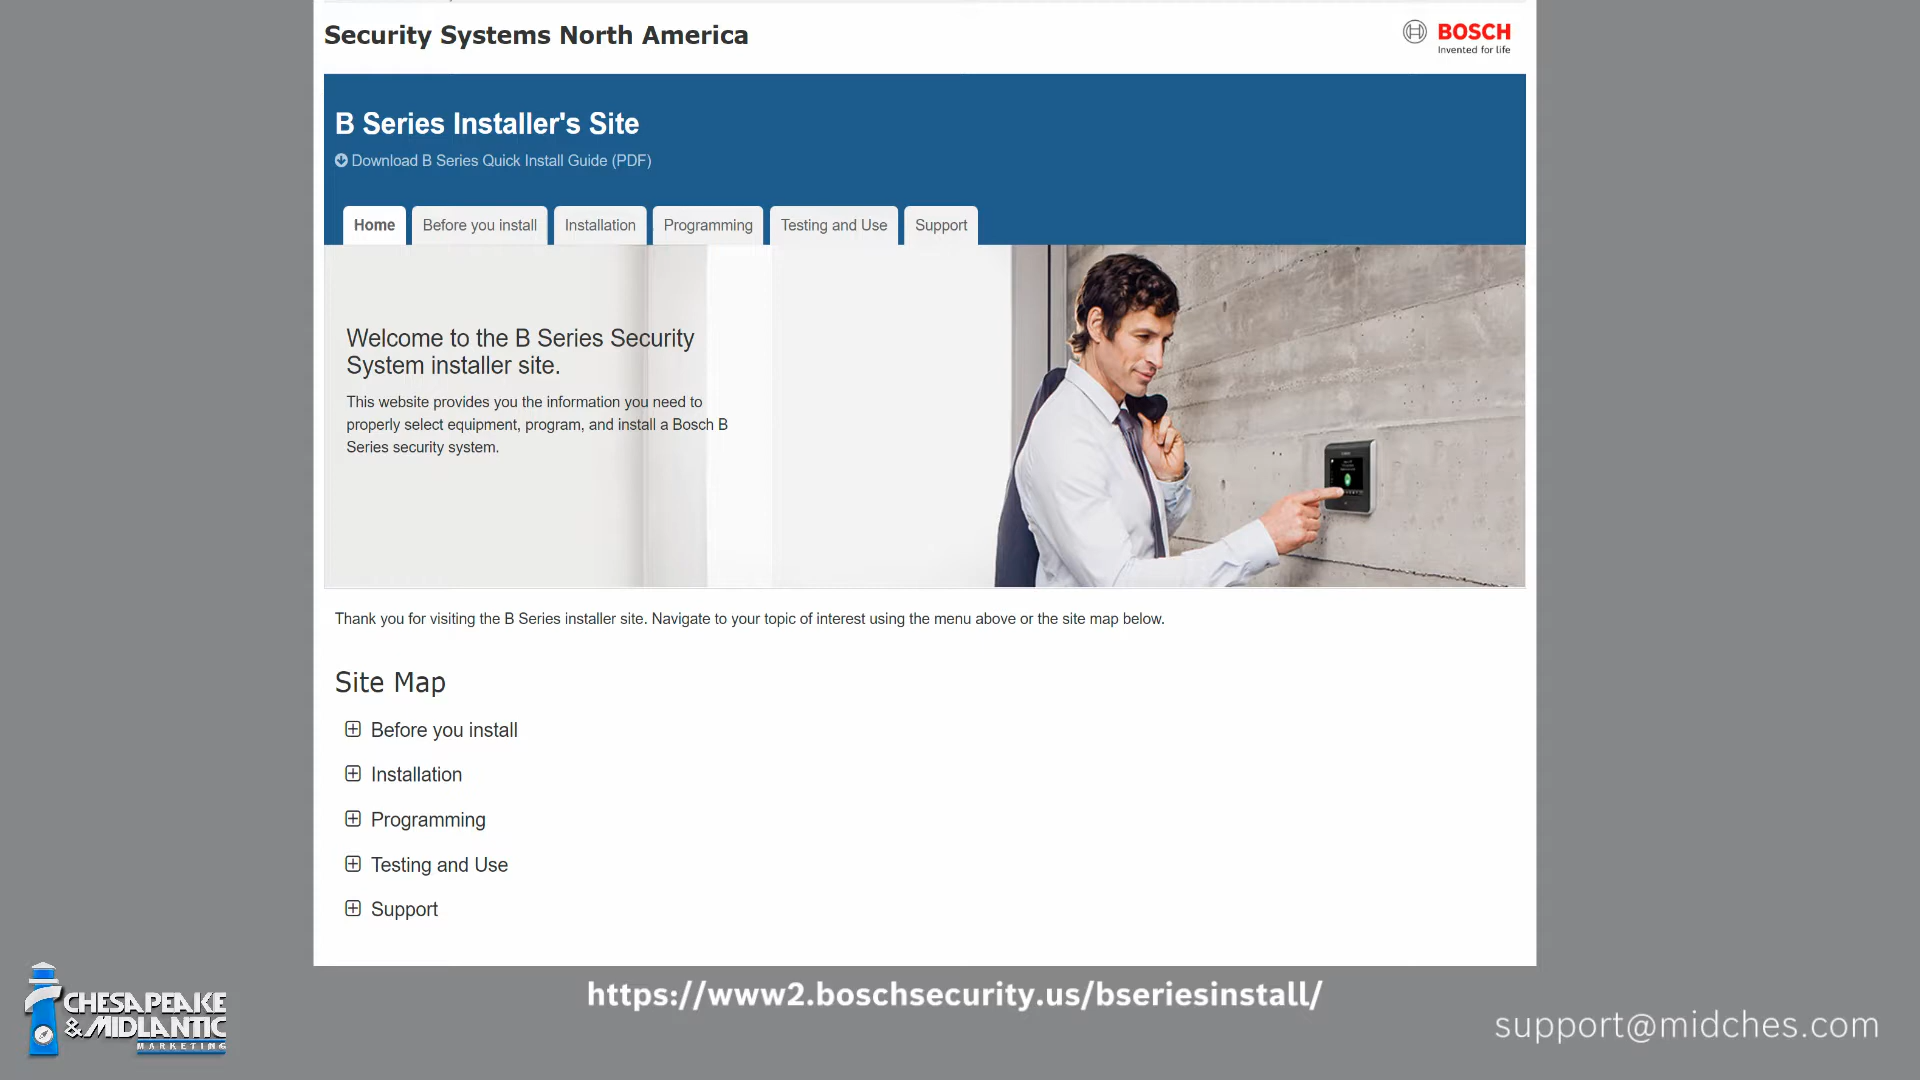 Security Systems North America
BOSCH
Invented for life
B Series Installer's Site
Download B Series Quick Install Guide (PDF)
Home
Before you install
Installation
Programming
Testing and Use
Support
Welcome to the B Series Security
System installer site.
This website provides you the information you need to
properly select equipment, program, and install a Bosch B
Series security system.
Thank you for visiting the B Series installer site. Navigate to your topic of interest using the menu above or the site map below.
Site Map
Before you install
Installation
Programming
Testing and Use
Support
CHESAPEAKE
& MIDLANTIC
MARKETING
https://www2.boschsecurity.us/bseriesinstall/
support@midches.com